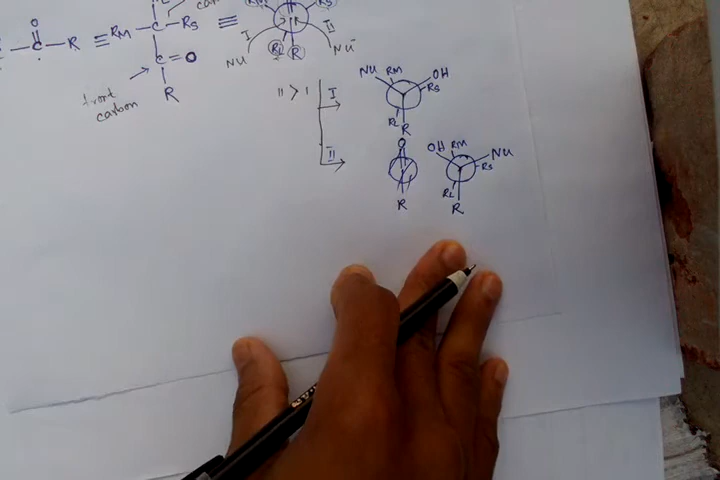 O
C — R ≡ RM — C — RS ≡ R
I II
RL R
Nu Nu⁻
C = O
front carbon
R
II > I
I
Nu RM OH
RS
RL R
II
O
R
OH RM Nu
RS
RL
R